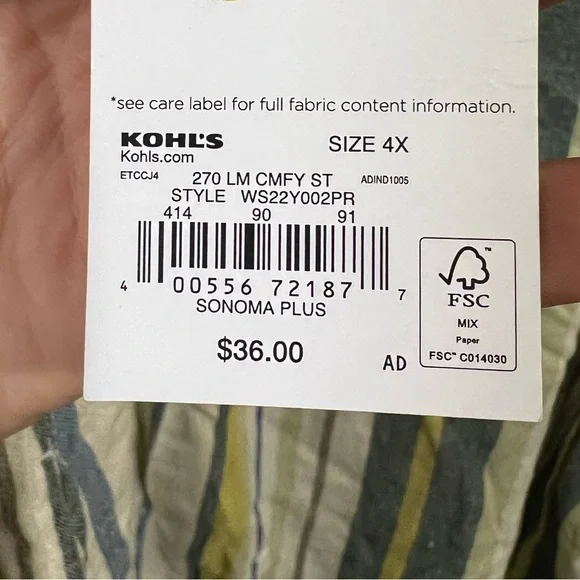 *see care label for full fabric content information.
KOHL'S SIZE 4X
Kohls.com
ETCCJ4 270 LM CMFY ST ADIND1005
STYLE WS22Y002PR
414 90 91
4 00556 72187 7
SONOMA PLUS
$36.00 AD
™
FSC
MIX
Paper
FSC™ C014030